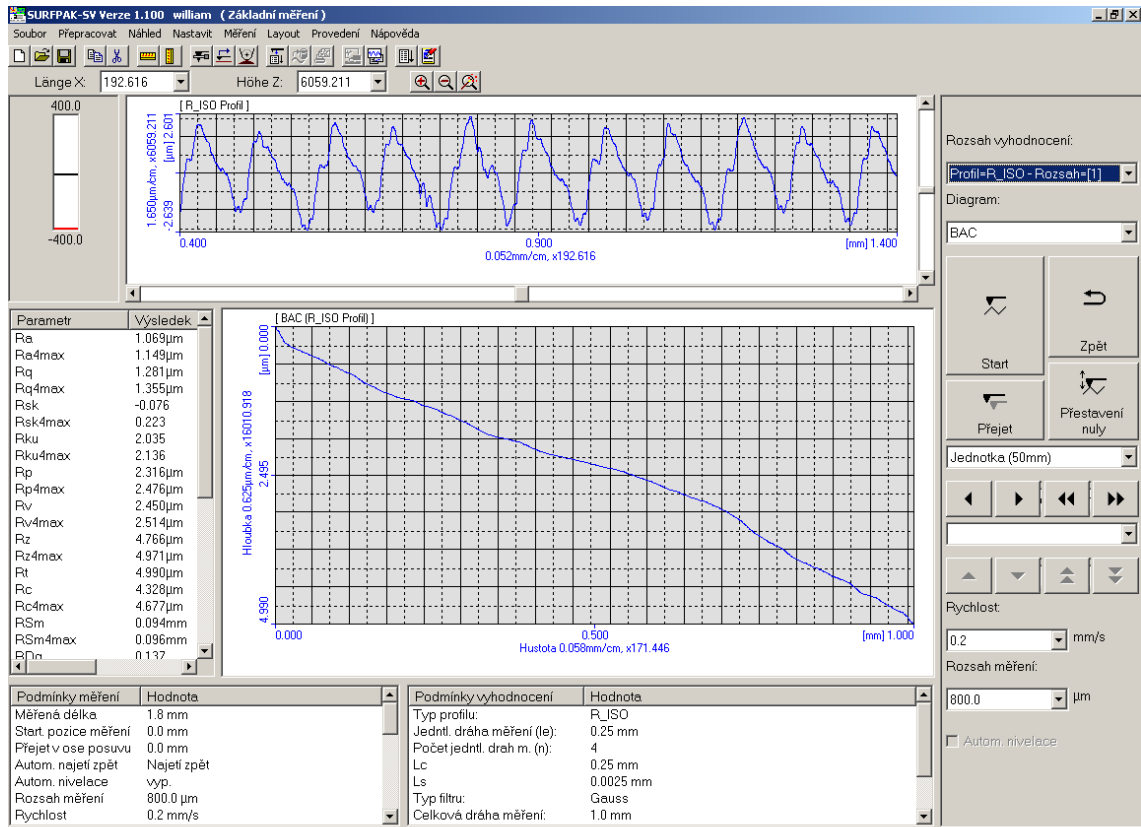 SURFPAK-SV Verze 1.100 william ( Základní měření )
Soubor Přepracovat Náhled Nastavit Měření Layout Provedení Nápověda
Länge X: 192.616 Höhe Z: 6059.211
400.0
-400.0
[ R_ISO Profil ]
1.650µm/cm, x6059.211
-2.639 [µm] 2.601
0.400 0.900 [mm] 1.400
0.052mm/cm, x192.616
Parametr Výsledek
Ra 1.069µm
Ra4max 1.149µm
Rq 1.281µm
Rq4max 1.355µm
Rsk -0.076
Rsk4max 0.223
Rku 2.035
Rku4max 2.136
Rp 2.316µm
Rp4max 2.476µm
Rv 2.450µm
Rv4max 2.514µm
Rz 4.766µm
Rz4max 4.971µm
Rt 4.990µm
Rc 4.328µm
Rc4max 4.677µm
RSm 0.094mm
RSm4max 0.096mm
RDq 0.137
[ BAC (R_ISO Profil) ]
Hloubka 0.625µm/cm, x16010.918
4.990 2.495 [µm] 0.000
0.000 0.500 [mm] 1.000
Hustota 0.058mm/cm, x171.446
Rozsah vyhodnocení:
Profil=R_ISO - Rozsah=[1]
Diagram:
BAC
Start
Zpět
Přejet
Přestavení
nuly
Jednotka (50mm)
Rychlost:
0.2 mm/s
Rozsah měření:
800.0 µm
Autom. nivelace
Podmínky měření Hodnota
Měřená délka 1.8 mm
Start. pozice měření 0.0 mm
Přejet v ose posuvu 0.0 mm
Autom. najetí zpět Najetí zpět
Autom. nivelace vyp.
Rozsah měření 800.0 µm
Rychlost 0.2 mm/s
Podmínky vyhodnocení Hodnota
Typ profilu: R_ISO
Jedntl. dráha měření (le): 0.25 mm
Počet jedntl. drah m. (n): 4
Lc 0.25 mm
Ls 0.0025 mm
Typ filtru: Gauss
Celková dráha měření: 1.0 mm